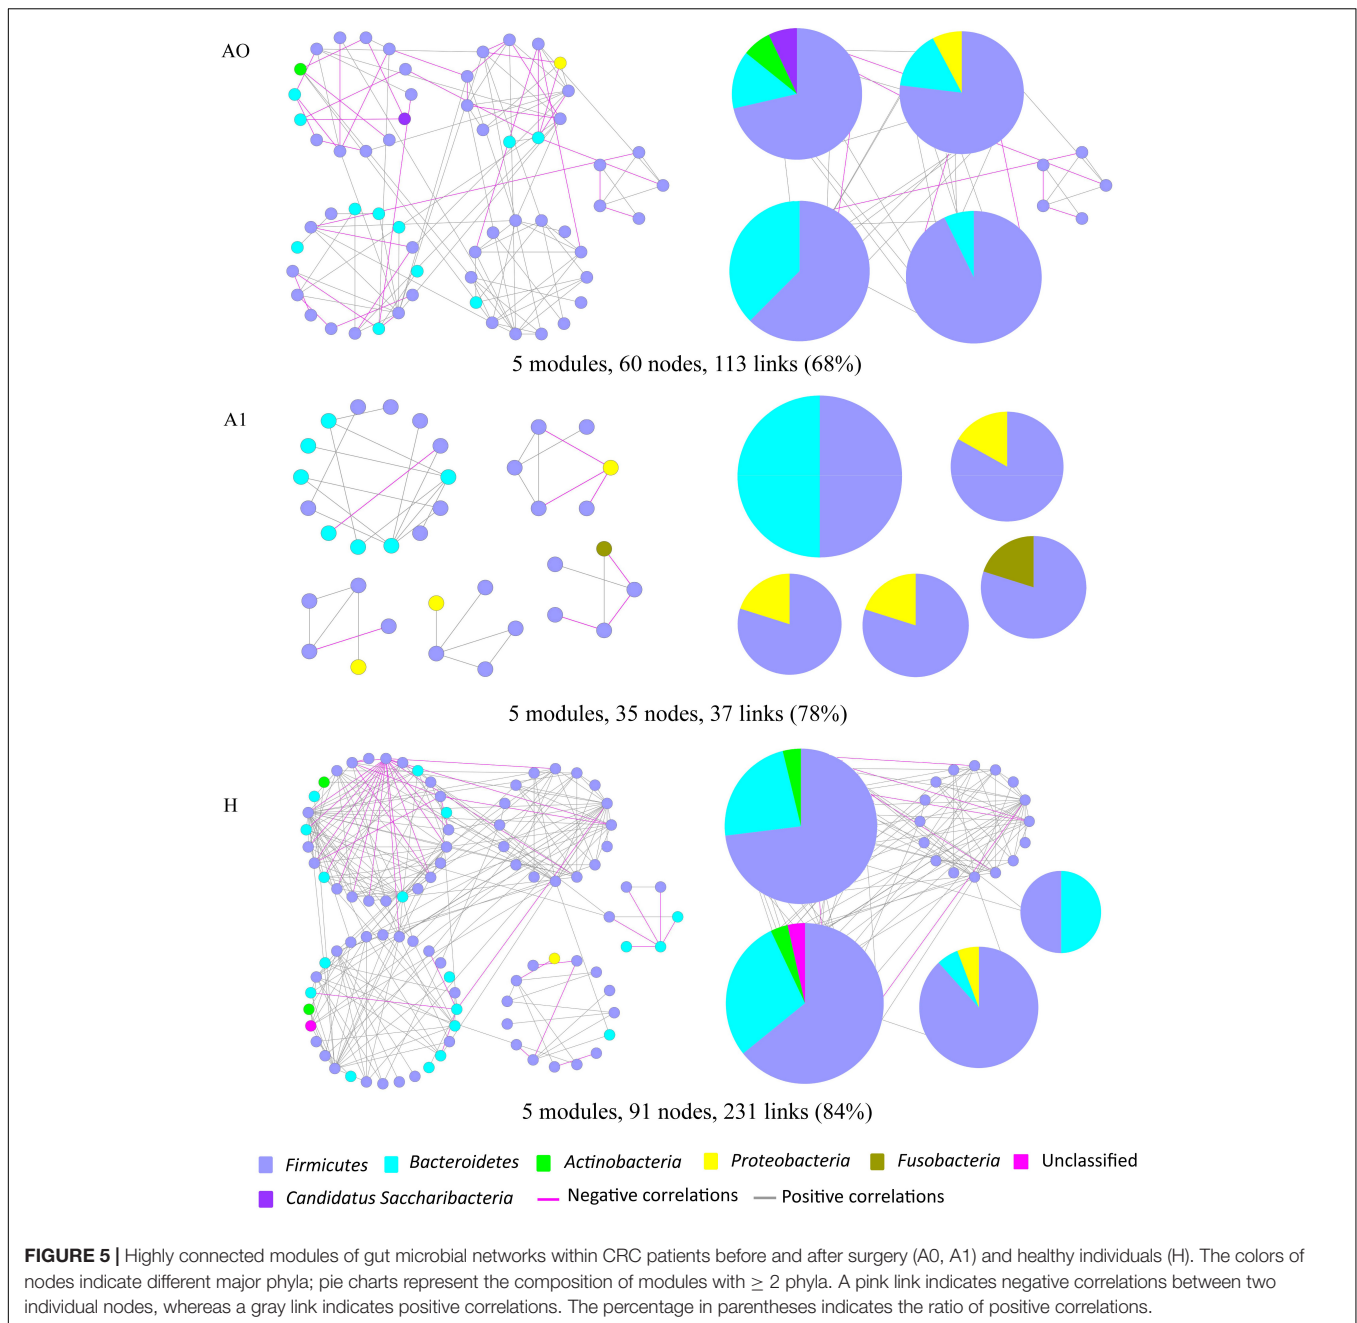 AO
5 modules, 60 nodes, 113 links (68%)
A1
5 modules, 35 nodes, 37 links (78%)
H
5 modules, 91 nodes, 231 links (84%)
Firmicutes Bacteroidetes Actinobacteria Proteobacteria Fusobacteria Unclassified
Candidatus Saccharibacteria Negative correlations Positive correlations
FIGURE 5 | Highly connected modules of gut microbial networks within CRC patients before and after surgery (A0, A1) and healthy individuals (H). The colors of
nodes indicate different major phyla; pie charts represent the composition of modules with ≥ 2 phyla. A pink link indicates negative correlations between two
individual nodes, whereas a gray link indicates positive correlations. The percentage in parentheses indicates the ratio of positive correlations.